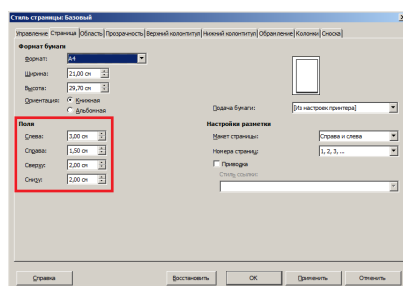 Стиль страницы: Базовый
Управление Страница Область Прозрачность Верхний колонтитул Нижний колонтитул Обрамление Колонки Сноска
Формат бумаги
Формат: A4
Ширина: 21,00 см
Высота: 29,70 см
Ориентация: Книжная
Альбомная
Подача бумаги: [Из настроек принтера]
Поля
Настройки разметки
Слева: 3,00 см
Макет страницы: Справа и слева
Справа: 1,50 см
Номера страниц: 1, 2, 3, ...
Сверху: 2,00 см
Приводка
Стиль ссылки:
Снизу: 2,00 см
Справка
Восстановить
OK
Применить
Отменить